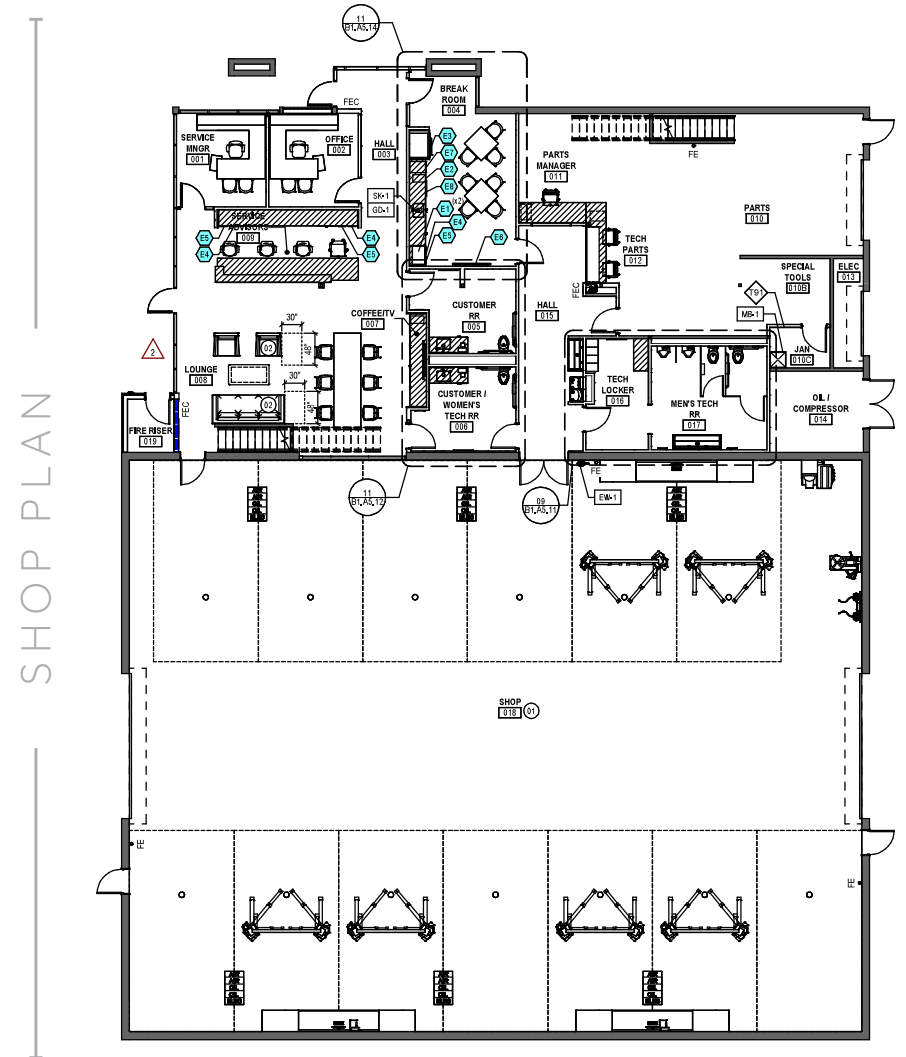 SHOP PLAN
11
B1.A5.14
BREAK
ROOM
004
FEC
SERVICE
MNGR
001
OFFICE
002
HALL
003
E3
E7
E2
E8
E1
(x2)
E4
E5
E6
SK-1
GD-1
PARTS
MANAGER
011
FE
PARTS
010
TECH
PARTS
012
SERVICE
ADVISORS
009
E5
E4
E4
E5
SPECIAL
TOOLS
010B
ELEC
013
T91
MB-1
JAN
010C
FEC
HALL
015
CUSTOMER
RR
005
COFFEE/TV
007
30"
48"
02
LOUNGE
008
30"
48"
02
2
CUSTOMER /
WOMEN'S
TECH RR
006
TECH
LOCKER
016
MEN'S TECH
RR
017
OIL /
COMPRESSOR
014
FIRE RISER
019
FEC
11
B1.A5.12
09
B1.A5.11
FE
EW-1
SHOP
018
01
FE
FE